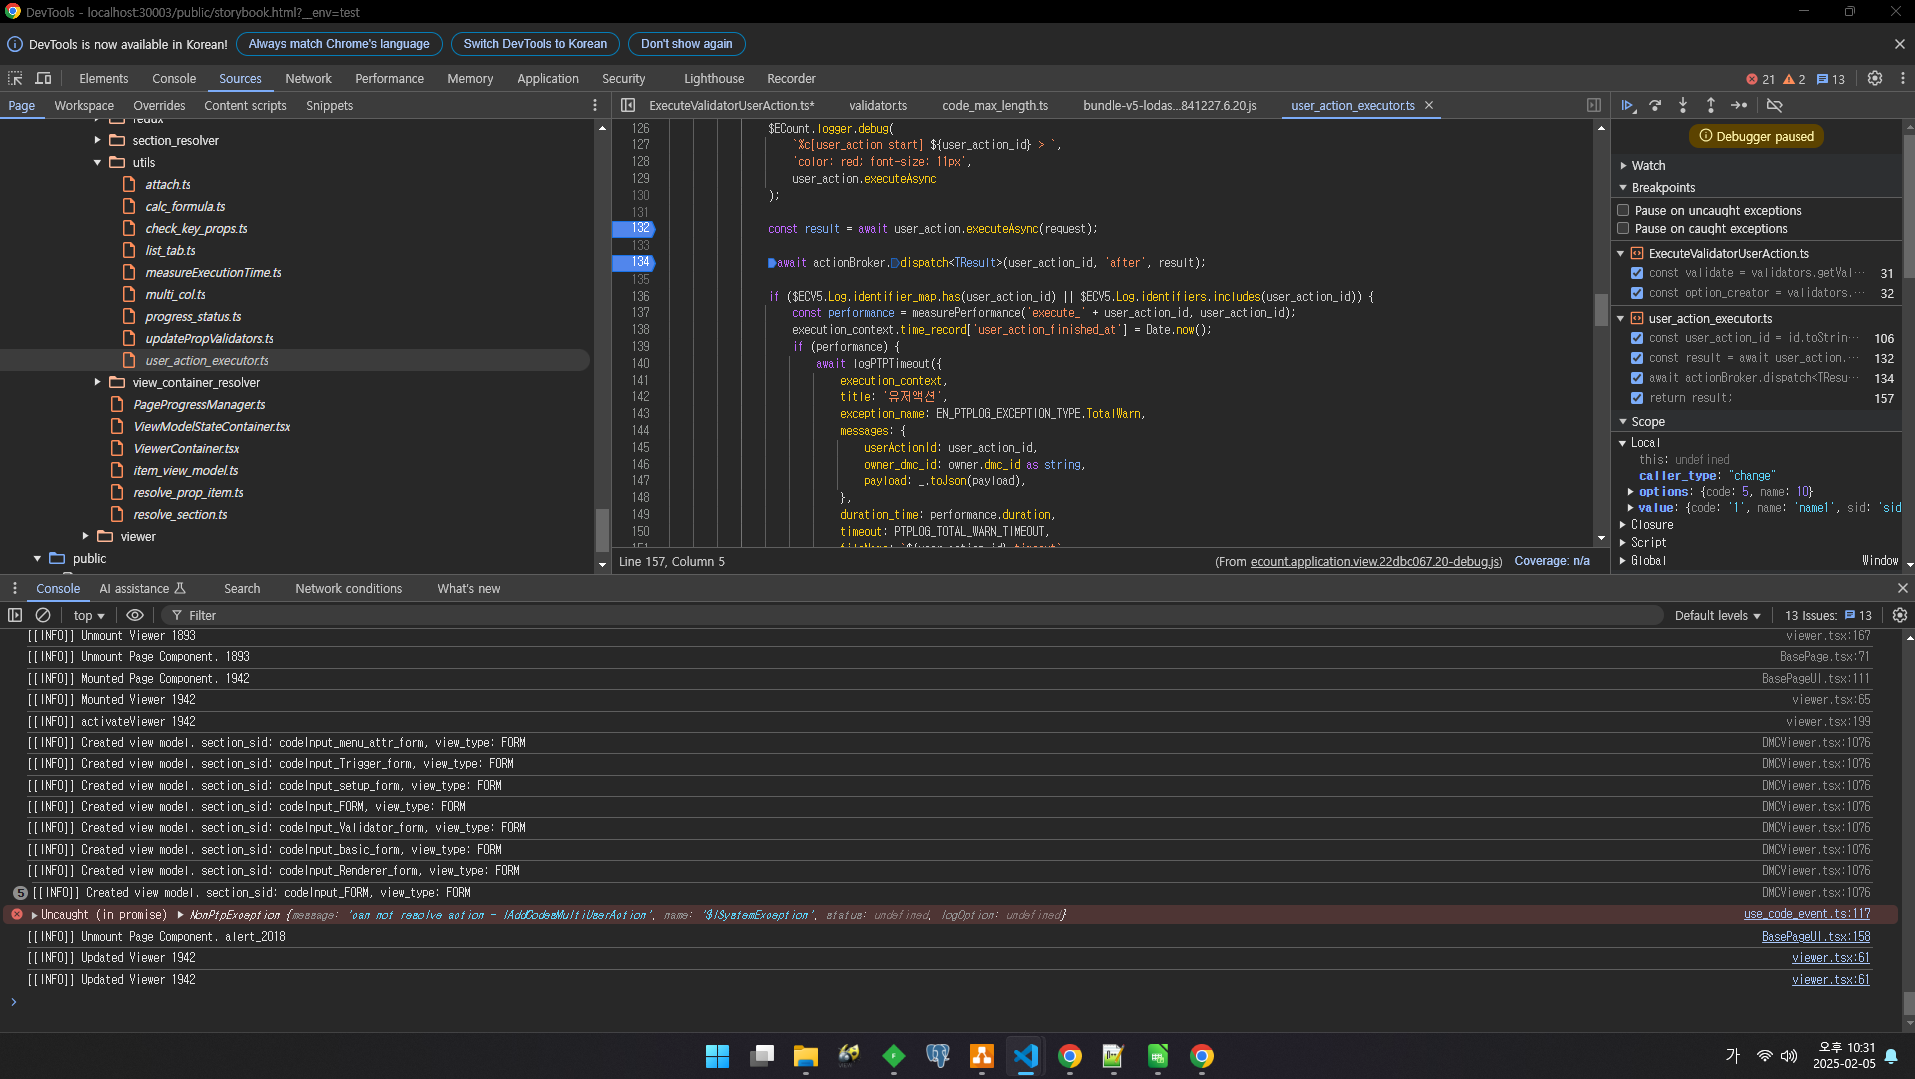 DevTools - localhost:30003/public/storybook.html?__env=test
DevTools is now available in Korean!
Always match Chrome's language
Switch DevTools to Korean
Don't show again
Elements
Console
Sources
Network
Performance
Memory
Application
Security
Lighthouse
Recorder
21
2
13
Page
Workspace
Overrides
Content scripts
Snippets
ExecuteValidatorUserAction.ts*
validator.ts
code_max_length.ts
bundle-v5-lodas...841227.6.20.js
user_action_executor.ts
redux
section_resolver
utils
attach.ts
calc_formula.ts
check_key_props.ts
list_tab.ts
measureExecutionTime.ts
multi_col.ts
progress_status.ts
updatePropValidators.ts
user_action_executor.ts
view_container_resolver
PageProgressManager.ts
ViewModelStateContainer.tsx
ViewerContainer.tsx
item_view_model.ts
resolve_prop_item.ts
resolve_section.ts
viewer
public
126 $ECount.logger.debug(
127 `%c[user_action start] ${user_action_id} > `,
128 'color: red; font-size: 11px',
129 user_action.executeAsync
130 );
131
132 const result = await user_action.executeAsync(request);
133
134 await actionBroker.dispatch<TResult>(user_action_id, 'after', result);
135
136 if ($ECV5.Log.identifier_map.has(user_action_id) || $ECV5.Log.identifiers.includes(user_action_id)) {
137 const performance = measurePerformance('execute_' + user_action_id, user_action_id);
138 execution_context.time_record['user_action_finished_at'] = Date.now();
139 if (performance) {
140 await logPTPTimeout({
141 execution_context,
142 title: '유저액션',
143 exception_name: EN_PTPLOG_EXCEPTION_TYPE.TotalWarn,
144 messages: {
145 userActionId: user_action_id,
146 owner_dmc_id: owner.dmc_id as string,
147 payload: _.toJson(payload),
148 },
149 duration_time: performance.duration,
150 timeout: PTPLOG_TOTAL_WARN_TIMEOUT,
Line 157, Column 5
(From ecount.application.view.22dbc067.20-debug.js)
Coverage: n/a
Debugger paused
Watch
Breakpoints
Pause on uncaught exceptions
Pause on caught exceptions
ExecuteValidatorUserAction.ts
const validate = validators.getVal··· 31
const option_creator = validators.··· 32
user_action_executor.ts
const user_action_id = id.toStrin··· 106
const result = await user_action.··· 132
await actionBroker.dispatch<TResu··· 134
return result; 157
Scope
Local
this: undefined
caller_type: "change"
options: {code: 5, name: 10}
value: {code: '1', name: 'name1', sid: 'sid
Closure
Script
Global Window
Console
AI assistance
Search
Network conditions
What's new
top
Filter
Default levels
13 Issues:
13
[[INFO]] Unmount Viewer 1893 viewer.tsx:167
[[INFO]] Unmount Page Component. 1893 BasePage.tsx:71
[[INFO]] Mounted Page Component. 1942 BasePageUI.tsx:111
[[INFO]] Mounted Viewer 1942 viewer.tsx:65
[[INFO]] activateViewer 1942 viewer.tsx:199
[[INFO]] Created view model. section_sid: codeInput_menu_attr_form, view_type: FORM DMCViewer.tsx:1076
[[INFO]] Created view model. section_sid: codeInput_Trigger_form, view_type: FORM DMCViewer.tsx:1076
[[INFO]] Created view model. section_sid: codeInput_setup_form, view_type: FORM DMCViewer.tsx:1076
[[INFO]] Created view model. section_sid: codeInput_FORM, view_type: FORM DMCViewer.tsx:1076
[[INFO]] Created view model. section_sid: codeInput_Validator_form, view_type: FORM DMCViewer.tsx:1076
[[INFO]] Created view model. section_sid: codeInput_basic_form, view_type: FORM DMCViewer.tsx:1076
[[INFO]] Created view model. section_sid: codeInput_Renderer_form, view_type: FORM DMCViewer.tsx:1076
5 [[INFO]] Created view model. section_sid: codeInput_FORM, view_type: FORM DMCViewer.tsx:1076
Uncaught (in promise) NonPtpException {message: 'can not resolve action - IAddCodesMultiUserAction', name: '$ISystemException', status: undefined, logOption: undefined} use_code_event.ts:117
[[INFO]] Unmount Page Component. alert_2018 BasePageUI.tsx:158
[[INFO]] Updated Viewer 1942 viewer.tsx:61
[[INFO]] Updated Viewer 1942 viewer.tsx:61
가
오후 10:31
2025-02-05